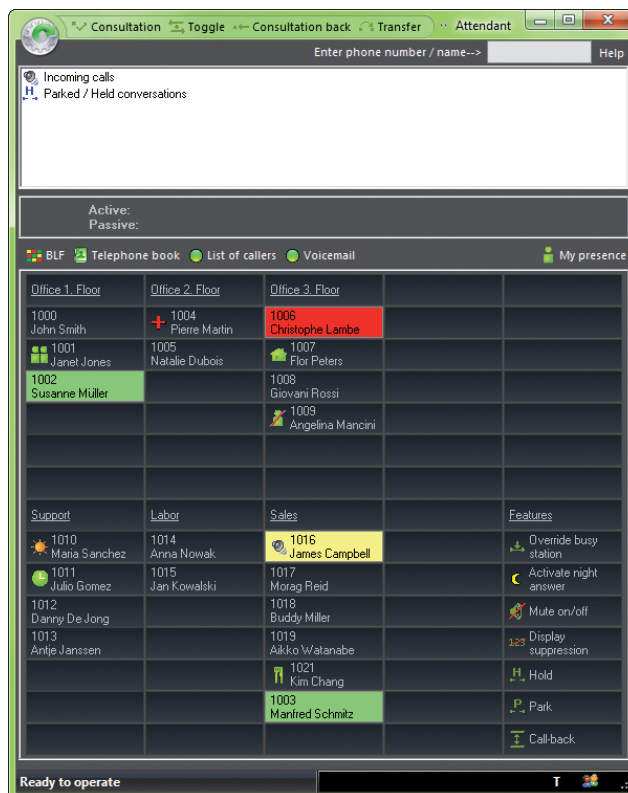 Consultation Toggle Consultation back Transfer Attendant
Enter phone number / name--> Help
Incoming calls
H Parked / Held conversations
Active:
Passive:
BLF Telephone book List of callers Voicemail My presence
Office 1. Floor Office 2. Floor Office 3. Floor
1000 1004 1006
John Smith Pierre Martin Christophe Lambe
1001 1005 1007
Janet Jones Natalie Dubois Flor Peters
1002 1008
Susanne Müller Giovani Rossi
1009
Angelina Mancini
Support Labor Sales Features
1010 1014 1016 Override busy
Maria Sanchez Anna Nowak James Campbell station
1011 1015 1017 Activate night
Julio Gomez Jan Kowalski Morag Reid answer
1012 1018 Mute on/off
Danny De Jong Buddy Miller
1013 1019 123 Display
Antje Janssen Aikko Watanabe suppression
1021 H Hold
Kim Chang
1003 P Park
Manfred Schmitz
Call-back
Ready to operate T